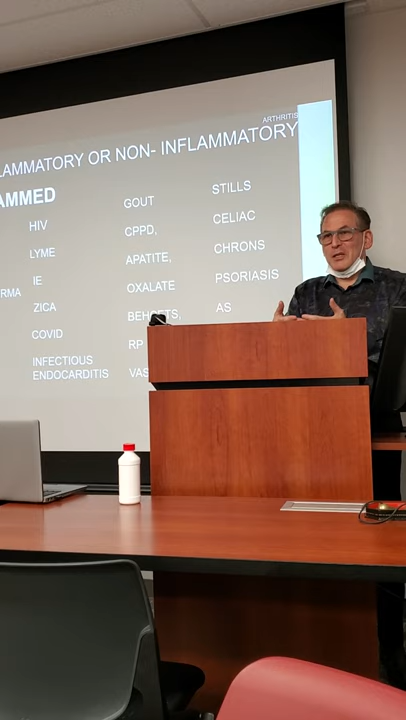 ARTHRITIS
AMMATORY OR NON- INFLAMMATORY
AMMED
HIV
LYME
IE
RMA
ZICA
COVID
INFECTIOUS
ENDOCARDITIS
GOUT
CPPD,
APATITE,
OXALATE
BEHCETS,
RP
VAS
STILLS
CELIAC
CHRONS
PSORIASIS
AS